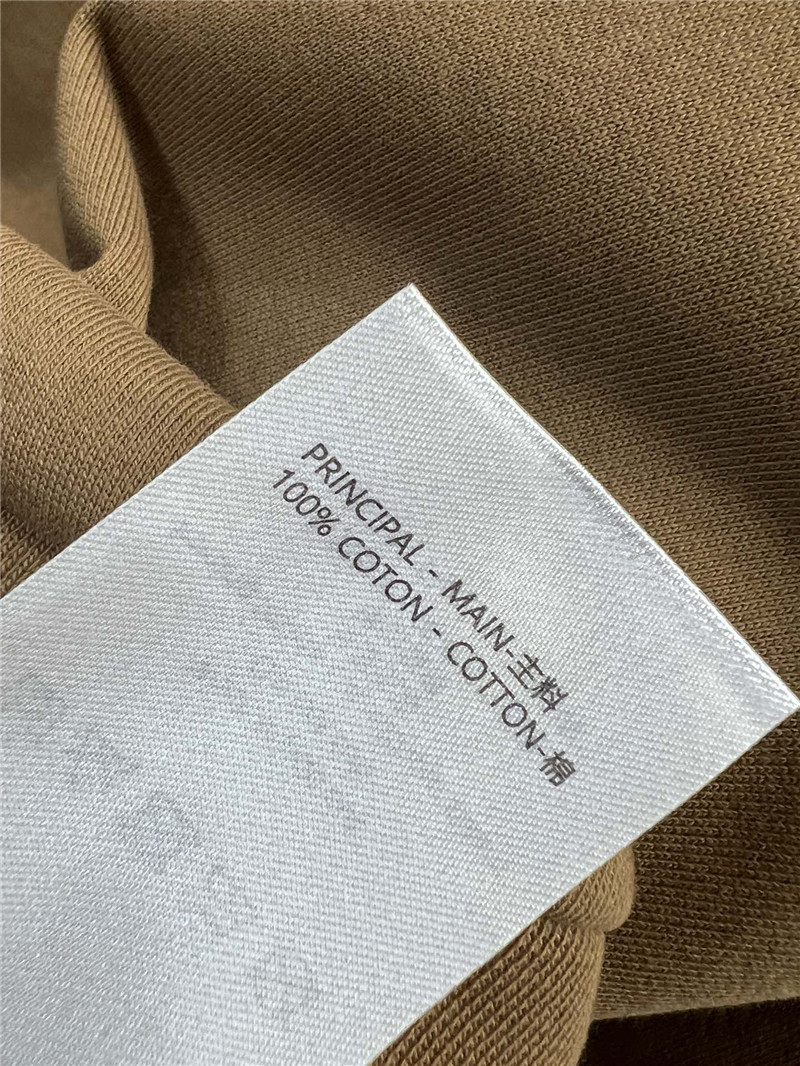 PRINCIPAL - MAIN-主料
100% COTON - COTTON-棉